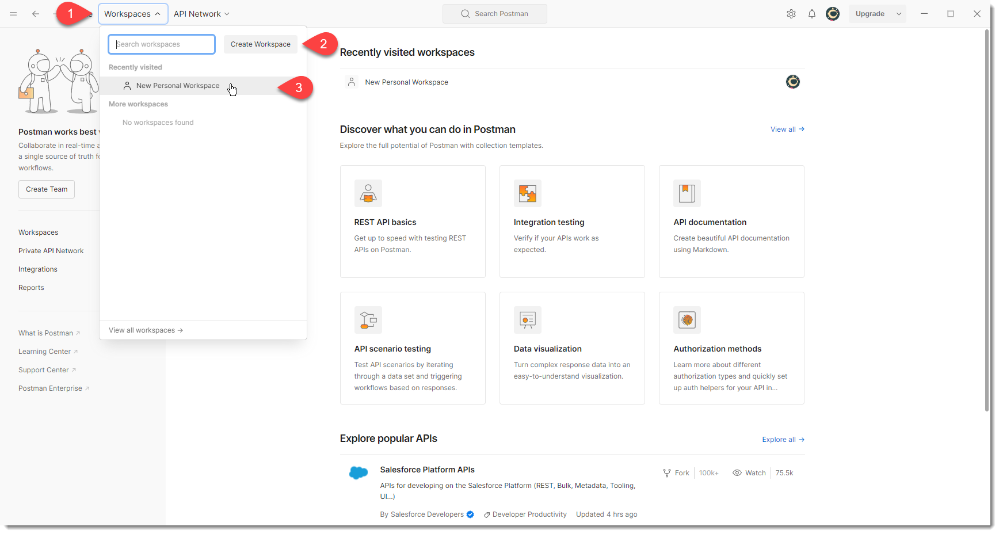 1
Workspaces
API Network
Search Postman
Upgrade
Search workspaces
Create Workspace
2
Recently visited
New Personal Workspace
3
More workspaces
No workspaces found
View all workspaces →
Postman works best
Collaborate in real-time
a single source of truth
workflows.
Create Team
Workspaces
Private API Network
Integrations
Reports
What is Postman ↗
Learning Center ↗
Support Center ↗
Postman Enterprise ↗
Recently visited workspaces
New Personal Workspace
Discover what you can do in Postman
View all →
Explore the full potential of Postman with collection templates.
REST API basics
Get up to speed with testing REST
APIs on Postman.
Integration testing
Verify if your APIs work as
expected.
API documentation
Create beautiful API documentation
using Markdown.
API scenario testing
Test API scenarios by iterating
through a data set and triggering
workflows based on responses.
Data visualization
Turn complex response data into an
easy-to-understand visualization.
Authorization methods
Learn more about different
authorization types and quickly set
up auth helpers for your API in...
Explore popular APIs
Explore all →
Salesforce Platform APIs
Fork 100k+ Watch 75.5k
APIs for developing on the Salesforce Platform (REST, Bulk, Metadata, Tooling,
UI...)
By Salesforce Developers Developer Productivity Updated 4 hrs ago